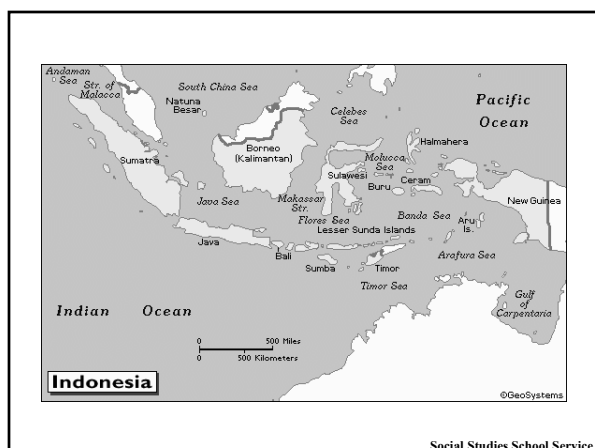 Andaman
Sea
Str. of
Malacca
South China Sea
Natuna
Besar
Celebes
Sea
Pacific
Ocean
Halmahera
Borneo
(Kalimantan)
Molucca
Sea
Sumatra
Sulawesi
Ceram
Buru
New Guinea
Java Sea
Makassar
Str.
Flores Sea
Banda Sea
Aru
Is.
Lesser Sunda Islands
Java
Bali
Sumba
Timor
Arafura Sea
Timor Sea
Gulf
of
Carpentaria
Indian Ocean
0 500 Miles
0 500 Kilometers
Indonesia
©GeoSystems
Social Studies School Service